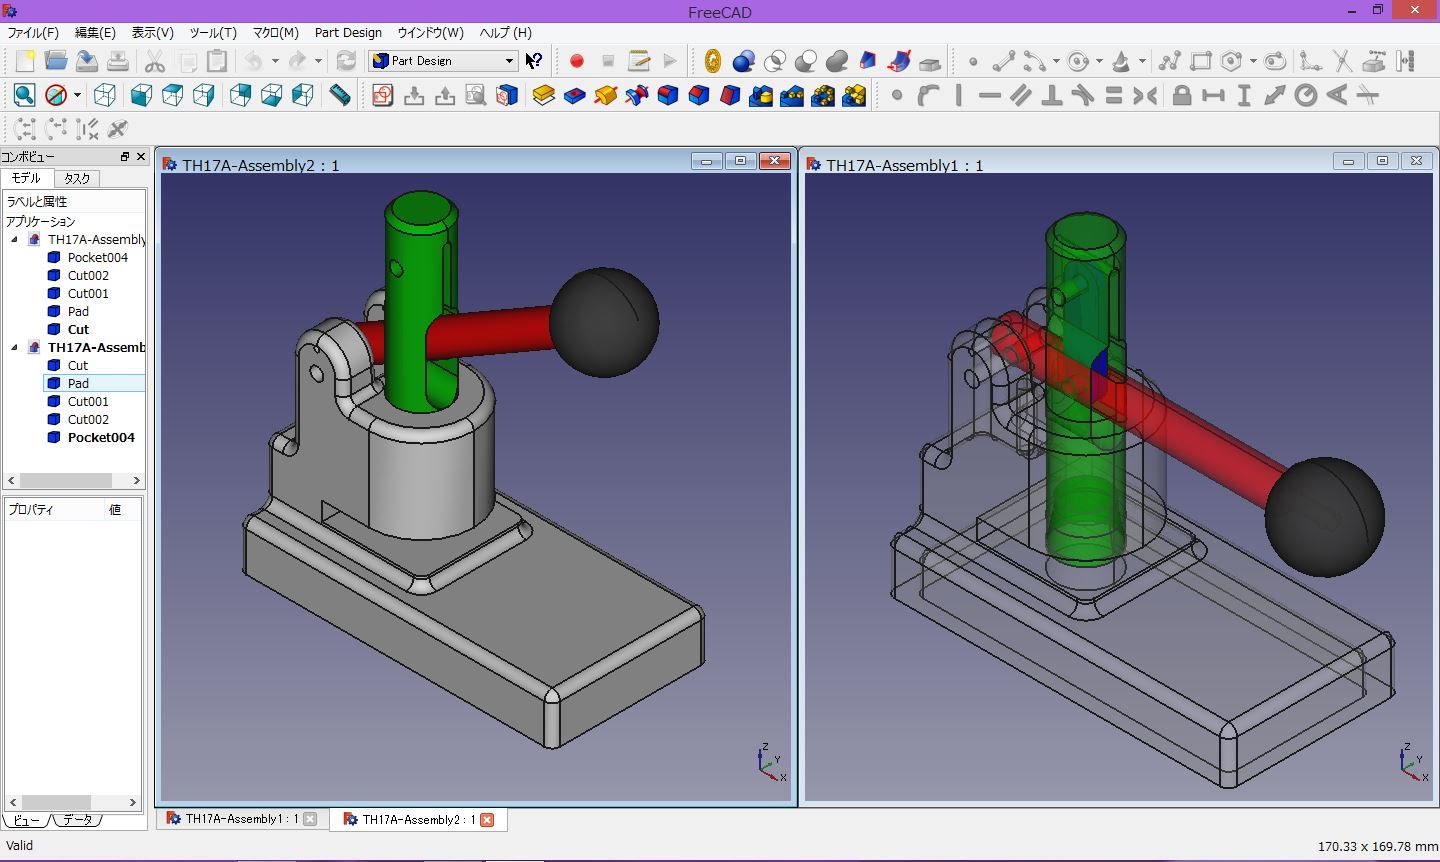 FreeCAD
ファイル(F) 編集(E) 表示(V) ツール(T) マクロ(M) Part Design ウインドウ(W) ヘルプ(H)
Part Design
コンボビュー
モデル タスク
ラベルと属性
アプリケーション
TH17A-Assembly
Pocket004
Cut002
Cut001
Pad
Cut
TH17A-Assemb
Cut
Pad
Cut001
Cut002
Pocket004
プロパティ 値
ビュー データ
TH17A-Assembly2 : 1
Z
Y
X
TH17A-Assembly1 : 1
Z
Y
X
TH17A-Assembly1 : 1 TH17A-Assembly2 : 1
Valid 170.33 x 169.78 mm